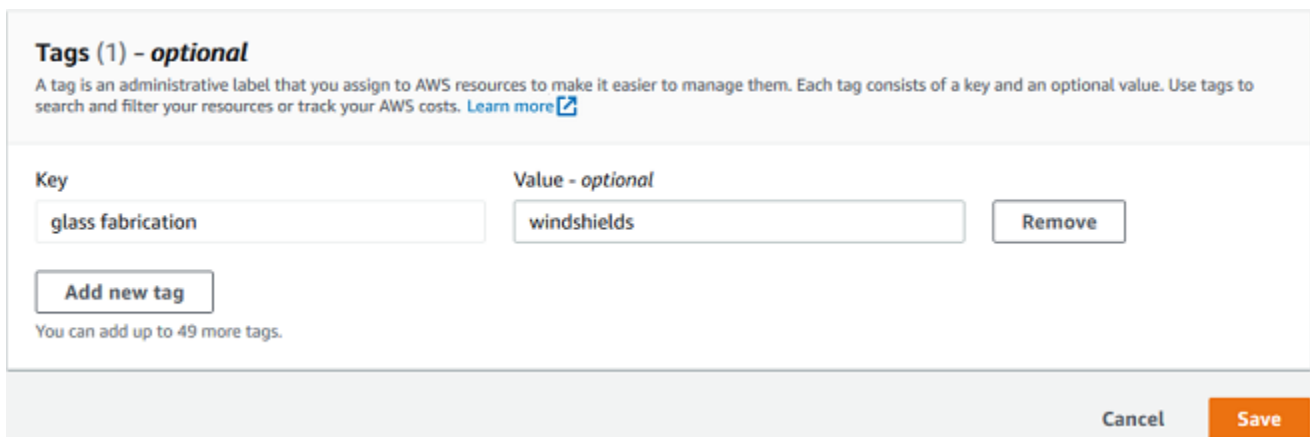 Tags (1) - optional
A tag is an administrative label that you assign to AWS resources to make it easier to manage them. Each tag consists of a key and an optional value. Use tags to
search and filter your resources or track your AWS costs. Learn more
Key
Value - optional
glass fabrication
windshields
Remove
Add new tag
You can add up to 49 more tags.
Cancel
Save